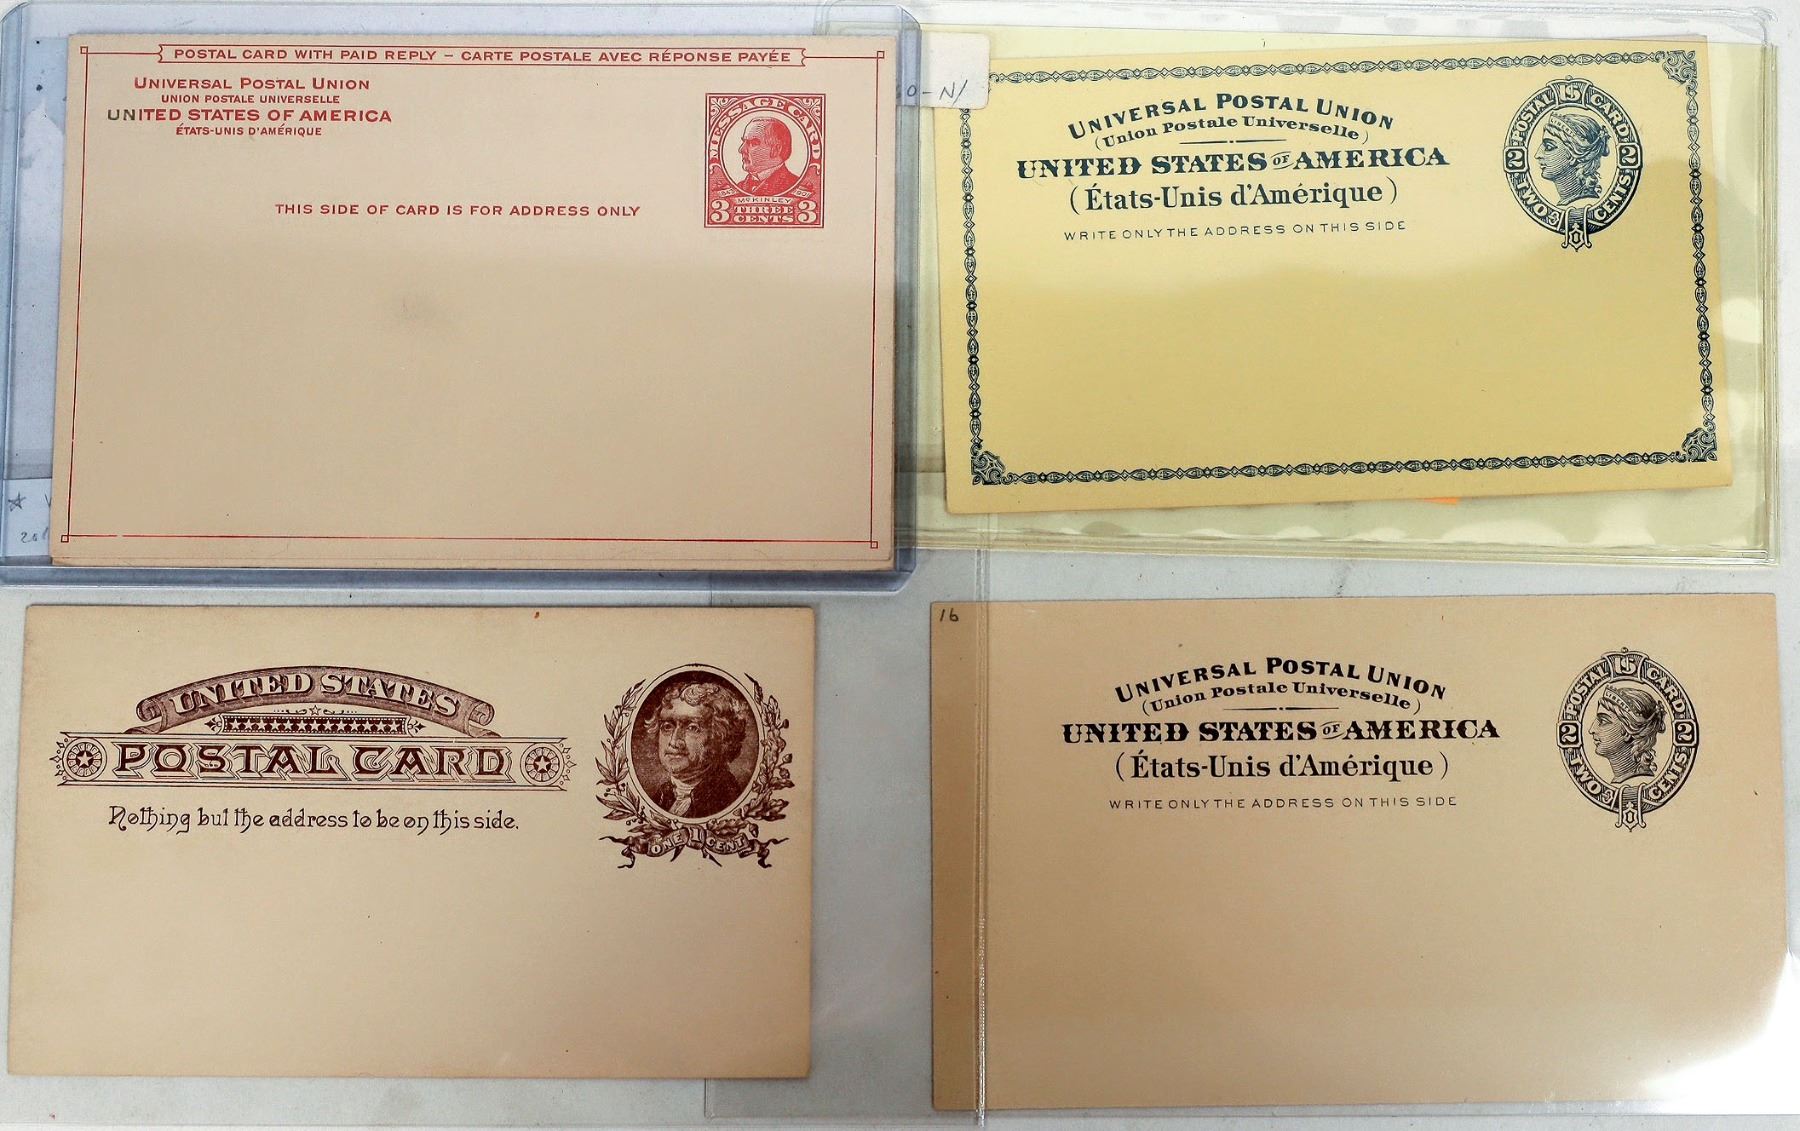 POSTAL CARD WITH PAID REPLY – CARTE POSTALE AVEC RÉPONSE PAYÉE
UNIVERSAL POSTAL UNION
UNION POSTALE UNIVERSELLE
UNITED STATES OF AMERICA
ÉTATS-UNIS D'AMÉRIQUE
THIS SIDE OF CARD IS FOR ADDRESS ONLY
MESSAGE CARD
MCKINLEY
3 THREE 3
CENTS
UNIVERSAL POSTAL UNION
(Union Postale Universelle)
UNITED STATES OF AMERICA
(États-Unis d'Amérique)
WRITE ONLY THE ADDRESS ON THIS SIDE
POSTAL CARD
2 2
TWO CENTS
UNITED STATES
POSTAL CARD
Nothing but the address to be on this side.
ONE 1 CENT
16
UNIVERSAL POSTAL UNION
(Union Postale Universelle)
UNITED STATES OF AMERICA
(États-Unis d'Amérique)
WRITE ONLY THE ADDRESS ON THIS SIDE
POSTAL CARD
2 2
TWO CENTS